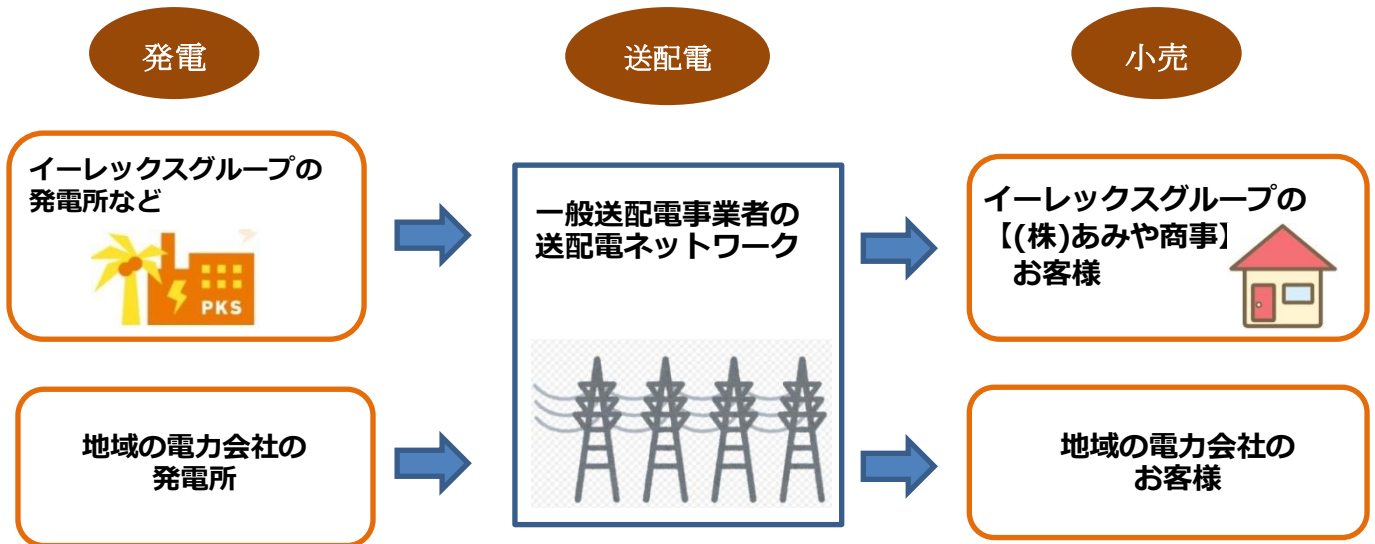 発電
送配電
小売
イーレックスグループの
発電所など
PKS
一般送配電事業者の
送配電ネットワーク
イーレックスグループの
【(株)あみや商事】
お客様
地域の電力会社の
発電所
地域の電力会社の
お客様